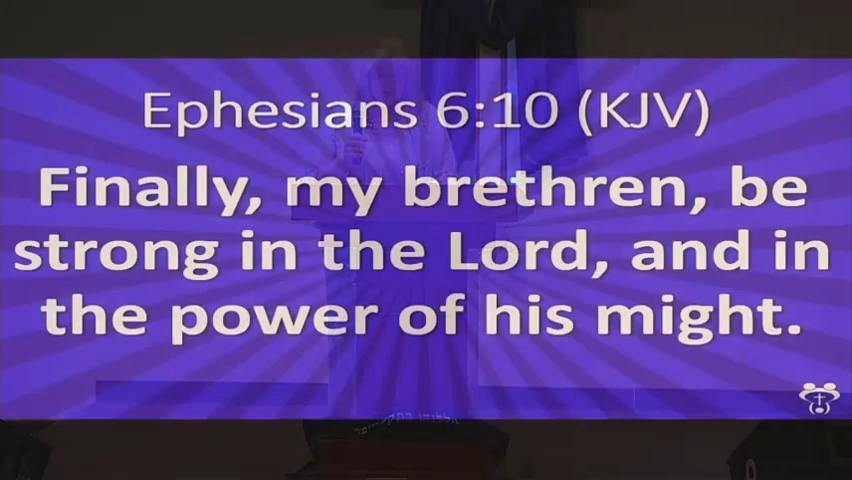 Ephesians 6:10 (KJV)
Finally, my brethren, be
strong in the Lord, and in
the power of his might.